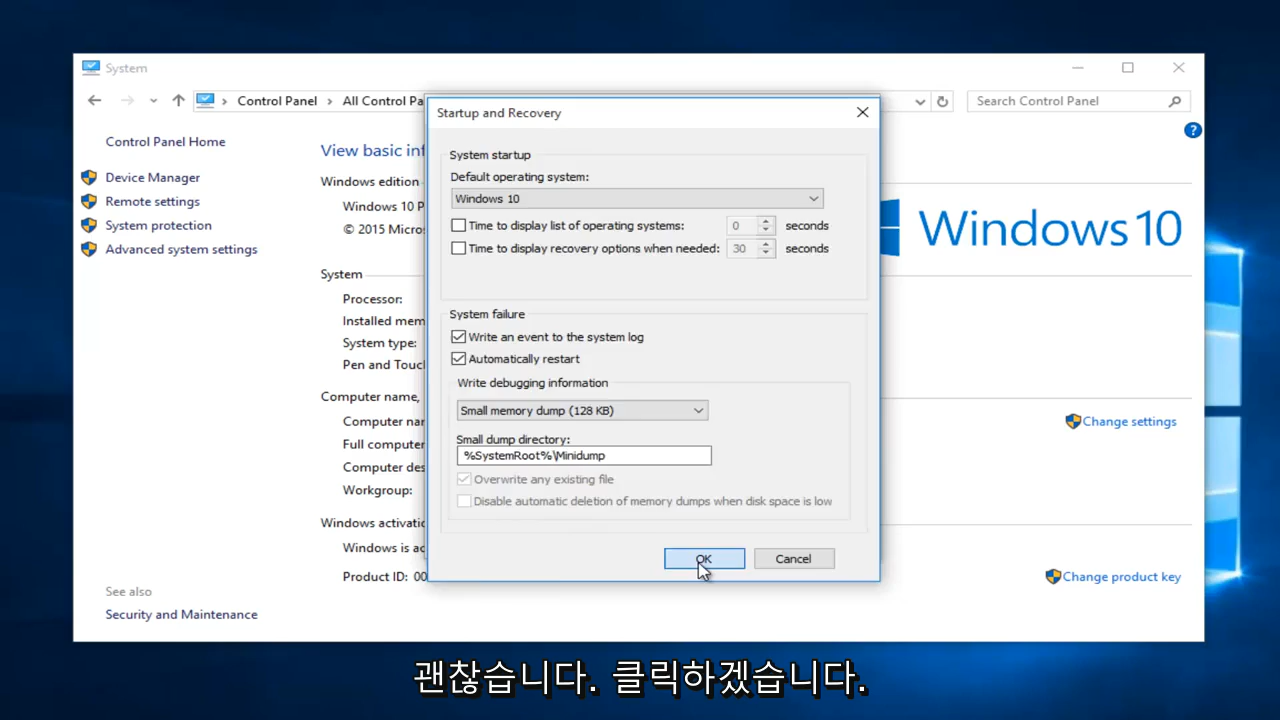 System
Control Panel > All Control Pa
Search Control Panel
?
Control Panel Home
Device Manager
Remote settings
System protection
Advanced system settings
See also
Security and Maintenance
View basic inf
Windows edition
Windows 10 P
© 2015 Micros
Windows 10
System
Processor:
Installed mem
System type:
Pen and Touc
Computer name,
Computer nar
Full computer
Computer des
Workgroup:
Change settings
Windows activati
Windows is ac
Product ID: 00
Change product key
Startup and Recovery
System startup
Default operating system:
Windows 10
Time to display list of operating systems: 0 seconds
Time to display recovery options when needed: 30 seconds
System failure
Write an event to the system log
Automatically restart
Write debugging information
Small memory dump (128 KB)
Small dump directory:
%SystemRoot%\Minidump
Overwrite any existing file
Disable automatic deletion of memory dumps when disk space is low
OK Cancel
괜찮습니다. 클릭하겠습니다.